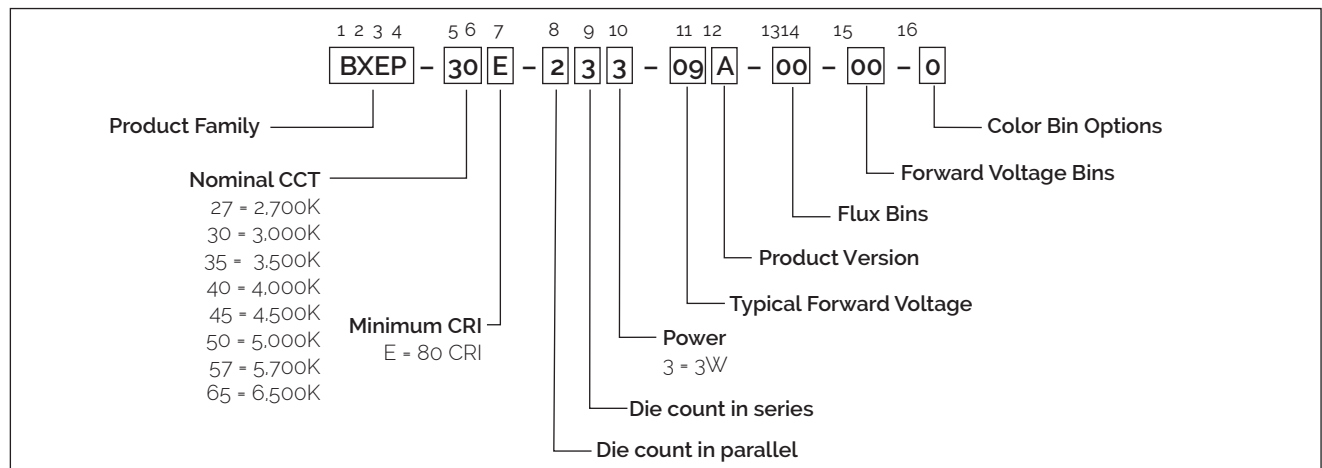 1 2 3 4 5 6 7 8 9 10 11 12 1314 15 16
BXEP – 30 E – 2 3 3 – 09 A – 00 – 00 – 0
Product Family
Color Bin Options
Nominal CCT
Forward Voltage Bins
27 = 2,700K
30 = 3,000K
Flux Bins
35 = 3,500K
Product Version
40 = 4,000K
45 = 4,500K
Typical Forward Voltage
50 = 5,000K
57 = 5,700K
65 = 6,500K
Minimum CRI
E = 80 CRI
Power
3 = 3W
Die count in series
Die count in parallel